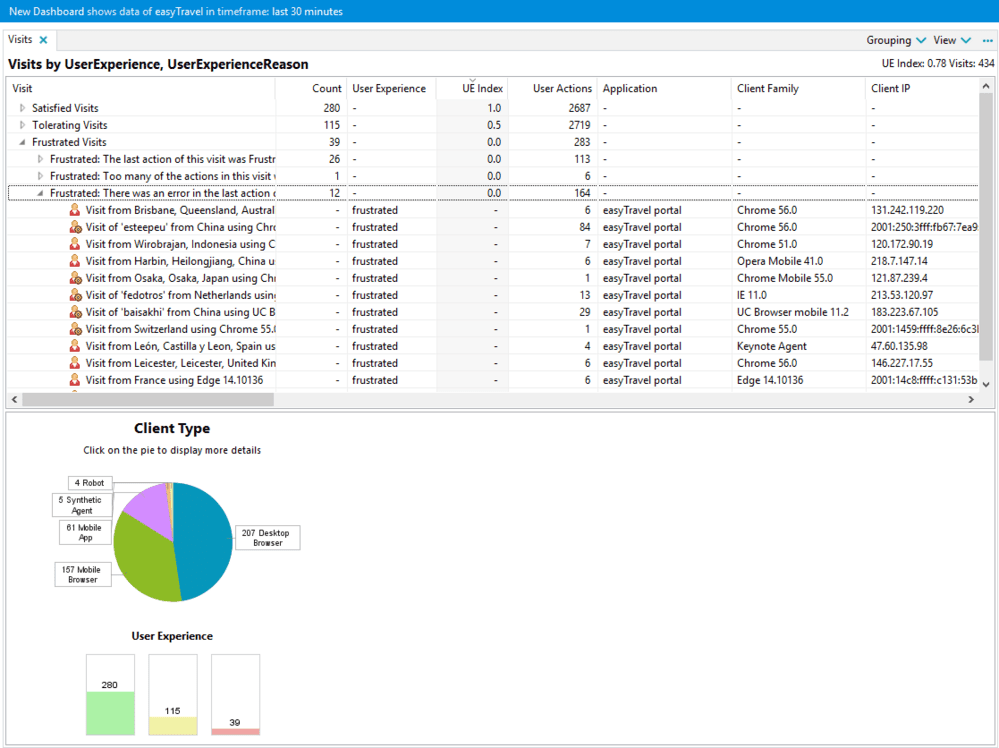 New Dashboard shows data of easyTravel in timeframe: last 30 minutes
Visits Grouping View
Visits by UserExperience, UserExperienceReason UE Index: 0.78 Visits: 434
Visit Count User Experience UE Index User Actions Application Client Family Client IP
Satisfied Visits 280 - 1.0 2687 - - -
Tolerating Visits 115 - 0.5 2719 - - -
Frustrated Visits 39 - 0.0 283 - - -
Frustrated: The last action of this visit was Frustr 26 - 0.0 113 - - -
Frustrated: Too many of the actions in this visit 1 - 0.0 6 - - -
Frustrated: There was an error in the last action 12 - 0.0 164 - - -
Visit from Brisbane, Queensland, Austral - frustrated - 6 easyTravel portal Chrome 56.0 131.242.119.220
Visit of 'esteepeu' from China using Chr - frustrated - 84 easyTravel portal Chrome 56.0 2001:250:3fff:fb67:7ea9
Visit from Wirobrajan, Indonesia using C - frustrated - 7 easyTravel portal Chrome 51.0 120.172.90.19
Visit from Harbin, Heilongjiang, China u - frustrated - 6 easyTravel portal Opera Mobile 41.0 218.7.147.14
Visit from Osaka, Osaka, Japan using Chr - frustrated - 1 easyTravel portal Chrome Mobile 55.0 121.87.239.4
Visit of 'fedotros' from Netherlands using - frustrated - 13 easyTravel portal IE 11.0 213.53.120.97
Visit of 'baisakhi' from China using UC B - frustrated - 29 easyTravel portal UC Browser mobile 11.2 183.223.67.105
Visit from Switzerland using Chrome 55. - frustrated - 1 easyTravel portal Chrome 55.0 2001:1459:ffff:8e26:6c3
Visit from León, Castilla y Leon, Spain us - frustrated - 4 easyTravel portal Keynote Agent 47.60.135.98
Visit from Leicester, Leicester, United Kin - frustrated - 6 easyTravel portal Chrome 56.0 146.227.17.55
Visit from France using Edge 14.10136 - frustrated - 6 easyTravel portal Edge 14.10136 2001:14c8:ffff:c131:53b
Client Type
Click on the pie to display more details
4 Robot
5 Synthetic
Agent
61 Mobile
App
207 Desktop
Browser
157 Mobile
Browser
User Experience
280
115
39